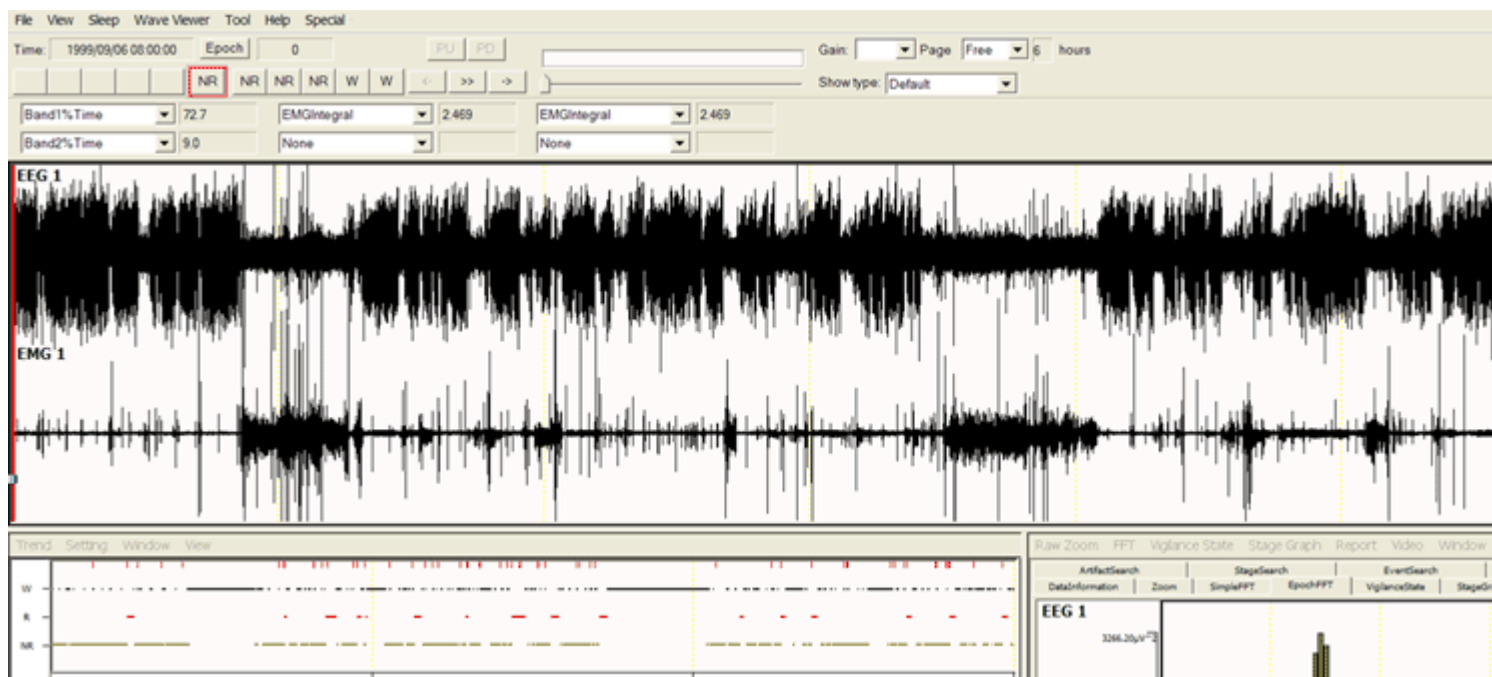 File View Sleep Wave Viewer Tool Help Special
Time: 1999/09/06 08:00:00 Epoch 0 PU PD Gain: Page Free 6 hours
NR NR NR NR W W <- >> -> Show type: Default
Band1%Time 72.7 EMGIntegral 2.469 EMGIntegral 2.469
Band2%Time 9.0 None None
EEG 1
EMG 1
Trend Setting Window View
Raw Zoom FFT Vigilance State Stage Graph Report Video Window
ArtifactSearch StageSearch EventSearch
DataInformation Zoom SimpleFFT EpochFFT VigilanceState StageGr
W
R
NR
EEG 1
3266.20µV^2